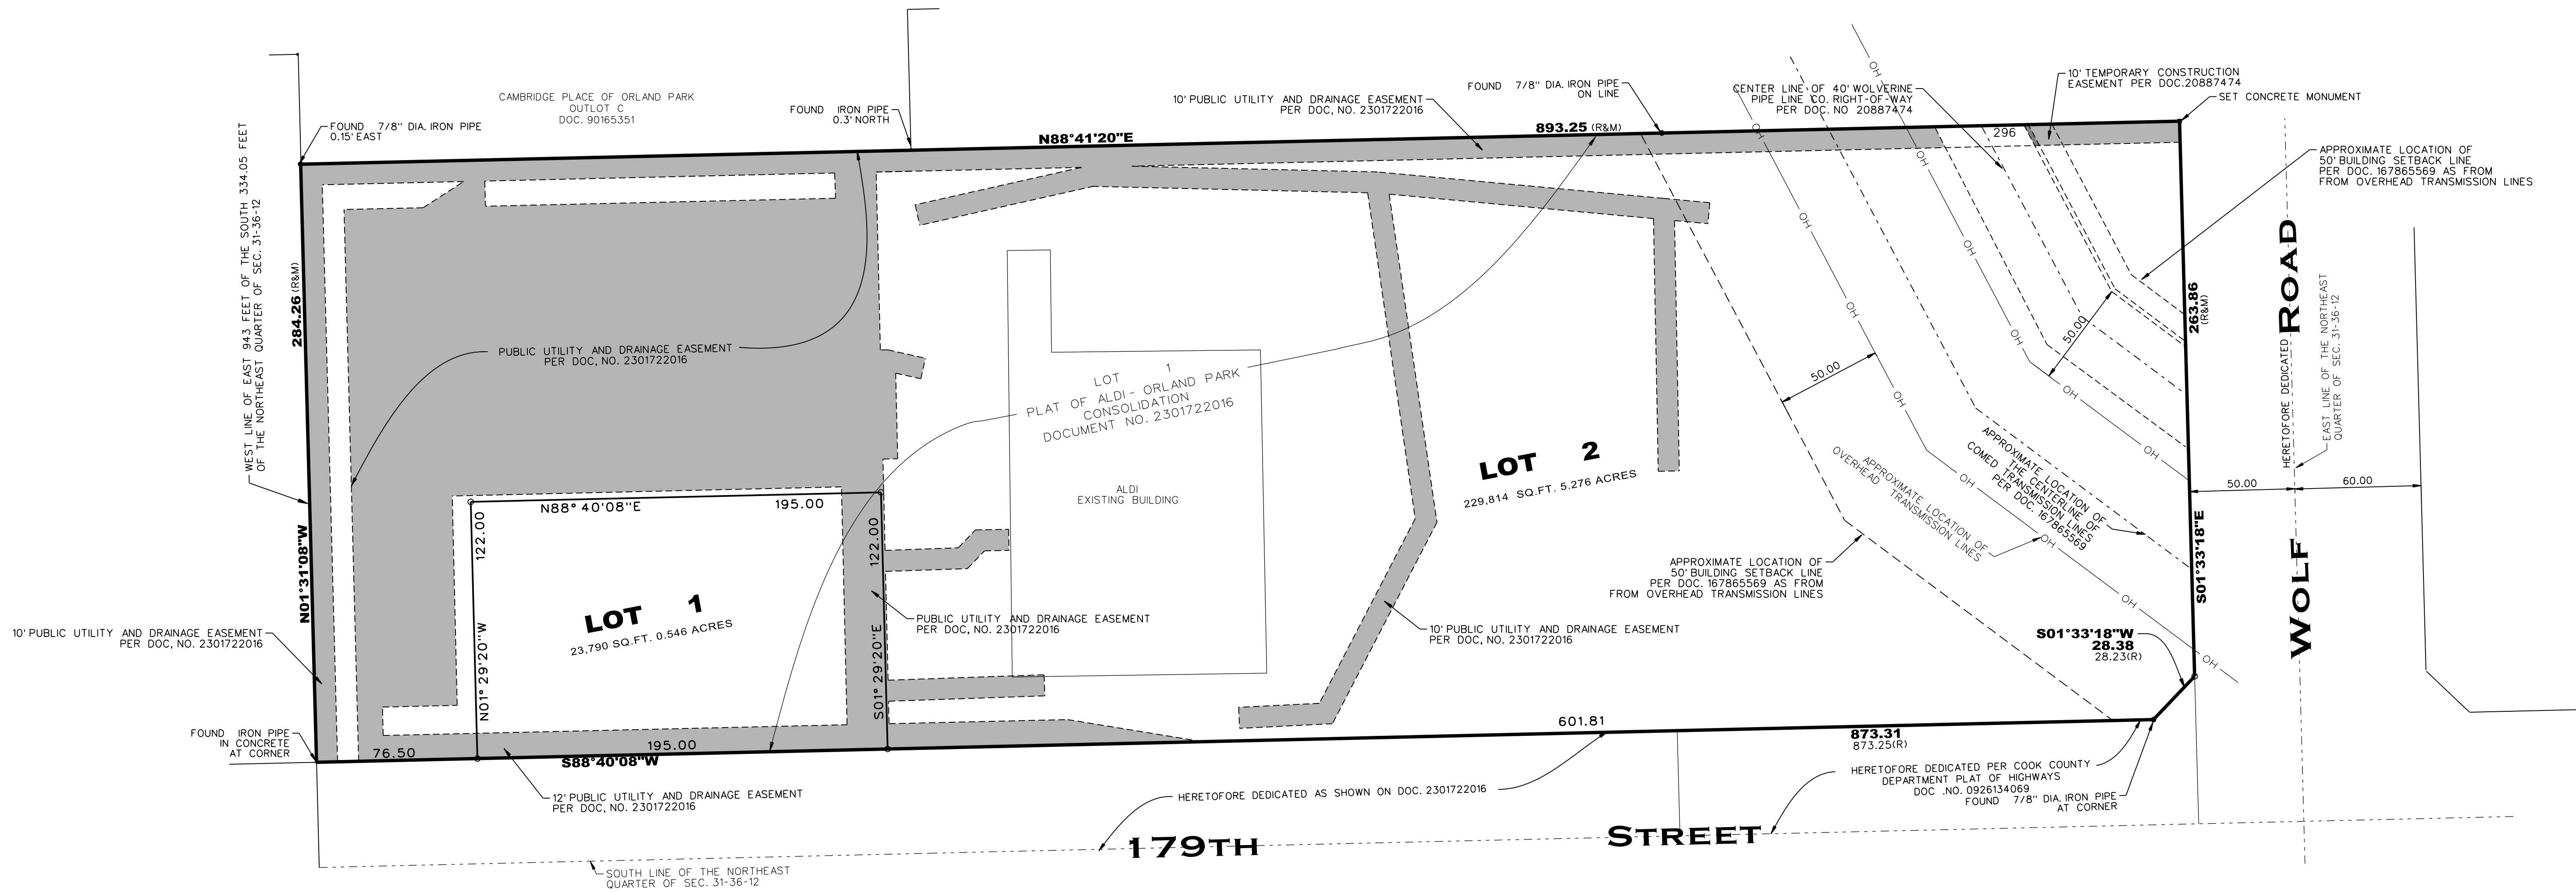 CAMBRIDGE PLACE OF ORLAND PARK
OUTLOT C
DOC. 90165351
FOUND 7/8" DIA. IRON PIPE
0.15' EAST
FOUND IRON PIPE
0.3' NORTH
N88°41'20"E
10' PUBLIC UTILITY AND DRAINAGE EASEMENT
PER DOC, NO. 2301722016
FOUND 7/8" DIA. IRON PIPE
ON LINE
893.25 (R&M)
CENTER LINE OF 40' WOLVERINE
PIPE LINE CO. RIGHT-OF-WAY
PER DOC. NO 20887474
OH
OH
296
10' TEMPORARY CONSTRUCTION
EASEMENT PER DOC.20887474
SET CONCRETE MONUMENT
APPROXIMATE LOCATION OF
50' BUILDING SETBACK LINE
PER DOC. 167865569 AS FROM
FROM OVERHEAD TRANSMISSION LINES
WEST LINE OF EAST 943 FEET OF THE SOUTH 334.05 FEET
OF THE NORTHEAST QUARTER OF SEC. 31-36-12
284.26 (R&M)
N01°31'08"W
PUBLIC UTILITY AND DRAINAGE EASEMENT
PER DOC, NO. 2301722016
LOT 1
PLAT OF ALDI - ORLAND PARK
CONSOLIDATION
DOCUMENT NO. 2301722016
ALDI
EXISTING BUILDING
LOT 2
229,814 SQ.FT. 5.276 ACRES
OH
OH
OH
OH
OH
OH
OH
OH
50.00
50.00
263.86
(R&M)
HERETOFORE DEDICATED
WOLF ROAD
EAST LINE OF THE NORTHEAST
QUARTER OF SEC. 31-36-12
50.00
60.00
APPROXIMATE LOCATION OF
THE CENTERLINE OF
COMED TRANSMISSION LINES
PER DOC. 167865569
APPROXIMATE LOCATION OF
OVERHEAD TRANSMISSION LINES
OH
OH
OH
OH
S01°33'18"E
APPROXIMATE LOCATION OF
50' BUILDING SETBACK LINE
PER DOC. 167865569 AS FROM
FROM OVERHEAD TRANSMISSION LINES
S01°33'18"W
28.38
28.23(R)
N88° 40'08"E
195.00
122.00
122.00
N01° 29'20"W
S01° 29'20"E
LOT 1
23,790 SQ.FT. 0.546 ACRES
PUBLIC UTILITY AND DRAINAGE EASEMENT
PER DOC, NO. 2301722016
10' PUBLIC UTILITY AND DRAINAGE EASEMENT
PER DOC, NO. 2301722016
10' PUBLIC UTILITY AND DRAINAGE EASEMENT
PER DOC, NO. 2301722016
FOUND IRON PIPE
IN CONCRETE
AT CORNER
76.50
195.00
S88°40'08"W
601.81
873.31
873.25(R)
12' PUBLIC UTILITY AND DRAINAGE EASEMENT
PER DOC, NO. 2301722016
HERETOFORE DEDICATED AS SHOWN ON DOC. 2301722016
HERETOFORE DEDICATED PER COOK COUNTY
DEPARTMENT PLAT OF HIGHWAYS
DOC .NO. 0926134069
FOUND 7/8" DIA. IRON PIPE
AT CORNER
179TH STREET
SOUTH LINE OF THE NORTHEAST
QUARTER OF SEC. 31-36-12